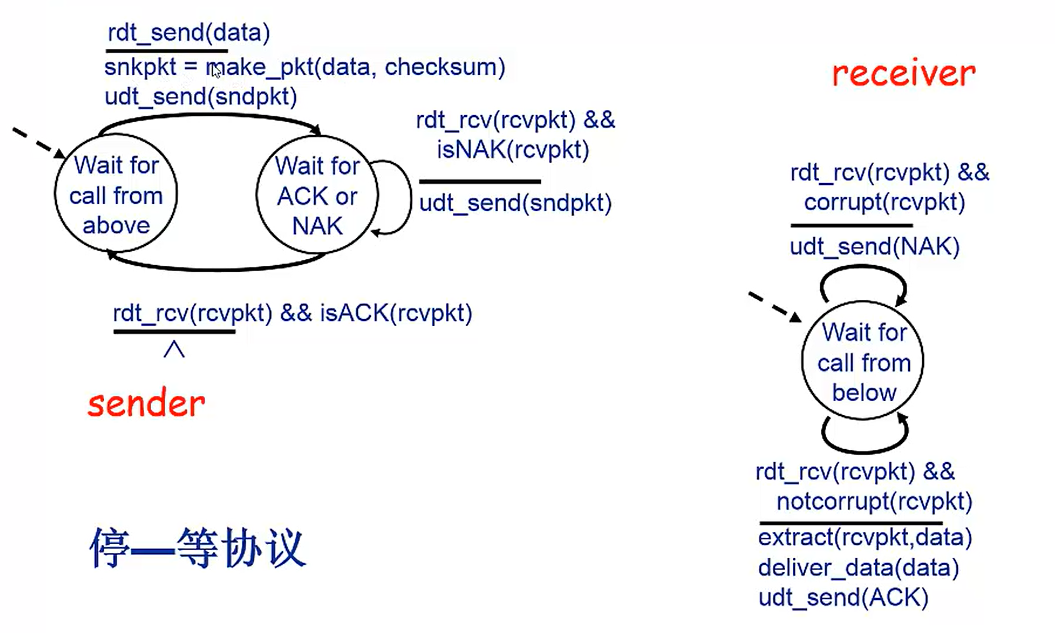 rdt_send(data)
snkpkt = make_pkt(data, checksum)
udt_send(sndpkt)
receiver
rdt_rcv(rcvpkt) &&
isNAK(rcvpkt)
udt_send(sndpkt)
Wait for
call from
above
Wait for
ACK or
NAK
rdt_rcv(rcvpkt) &&
corrupt(rcvpkt)
udt_send(NAK)
rdt_rcv(rcvpkt) && isACK(rcvpkt)
Λ
sender
Wait for
call from
below
rdt_rcv(rcvpkt) &&
notcorrupt(rcvpkt)
extract(rcvpkt,data)
deliver_data(data)
udt_send(ACK)
停—等协议